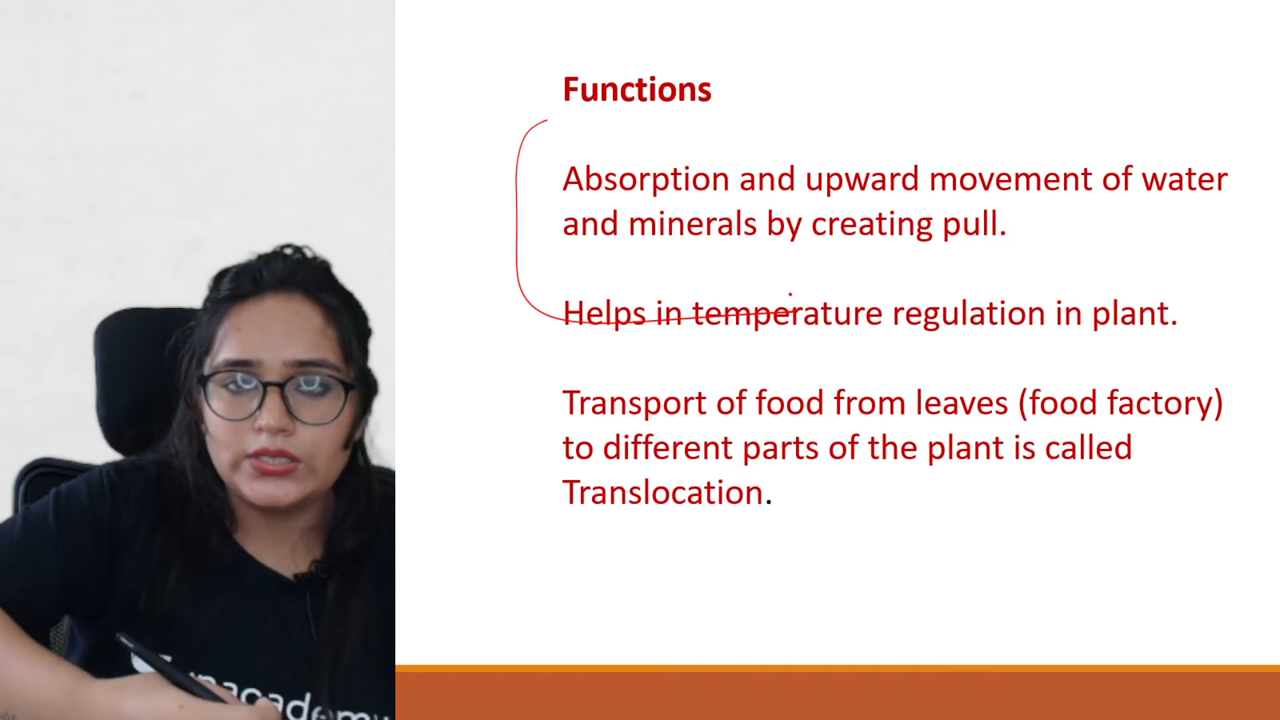 Functions
Absorption and upward movement of water
and minerals by creating pull.
Helps in temperature regulation in plant.
Transport of food from leaves (food factory)
to different parts of the plant is called
Translocation.